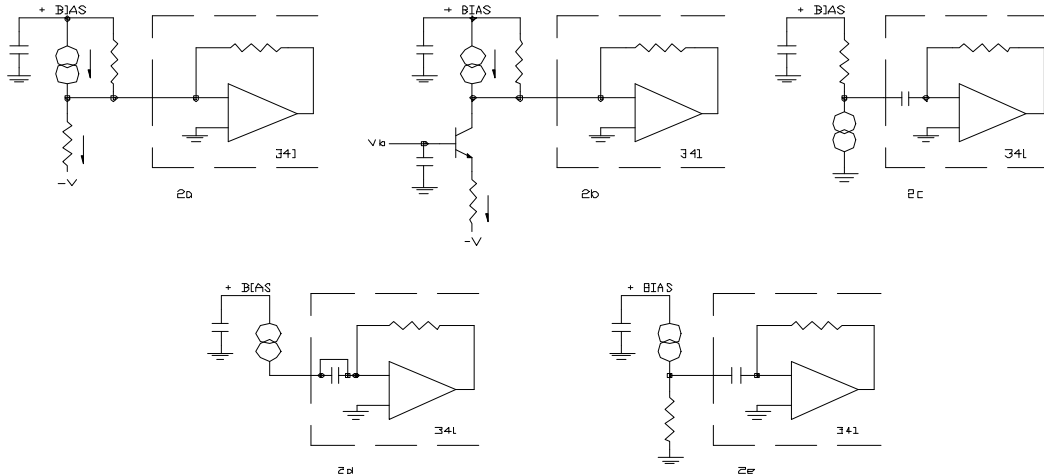 + BIAS
341
-V
2a
+ BIAS
Vb
341
-V
2b
+ BIAS
341
2c
+ BIAS
341
2d
+ BIAS
341
2e